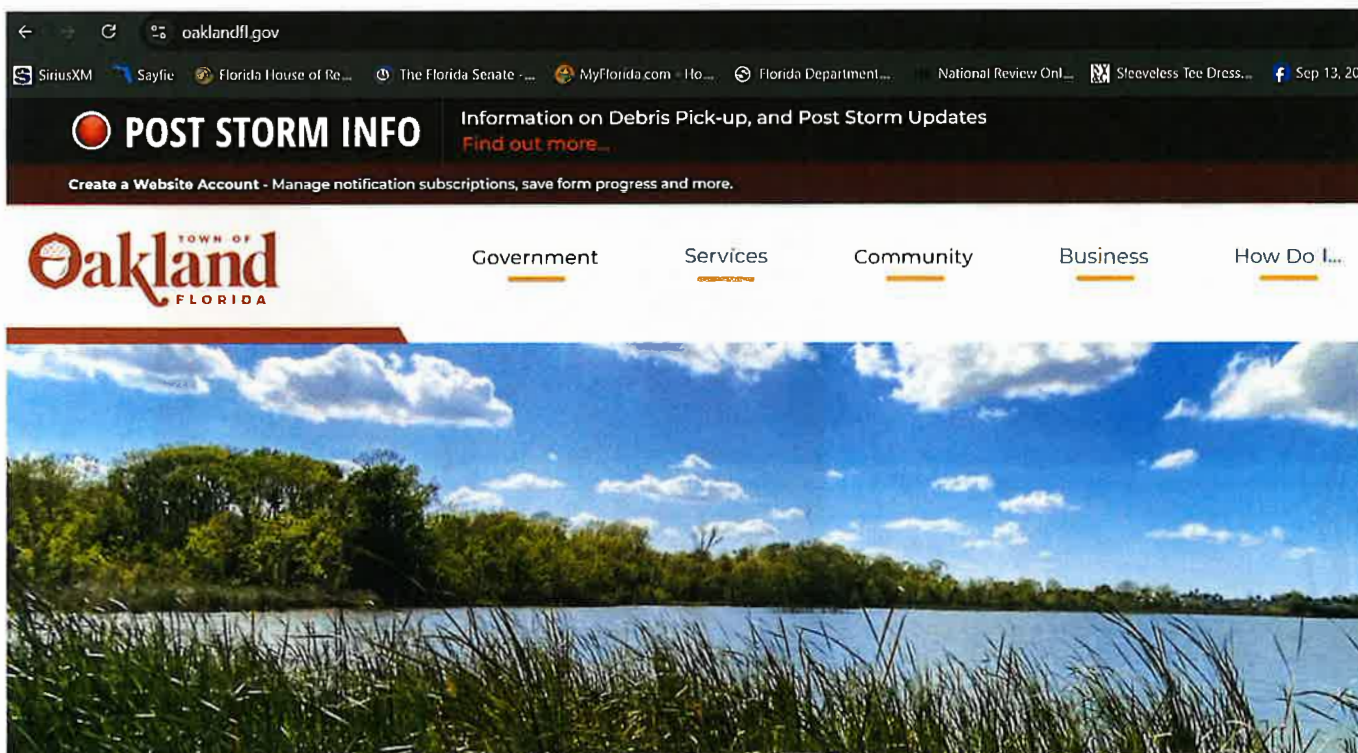 oaklandfl.gov
SiriusXM Sayfie Florida House of Re... The Florida Senate -... MyFlorida.com - Ho... Florida Department... National Review Onl... Sleeveless Tee Dress... Sep 13, 20
POST STORM INFO
Information on Debris Pick-up, and Post Storm Updates
Find out more...
Create a Website Account - Manage notification subscriptions, save form progress and more.
TOWN OF
Oakland
FLORIDA
Government Services Community Business How Do I...